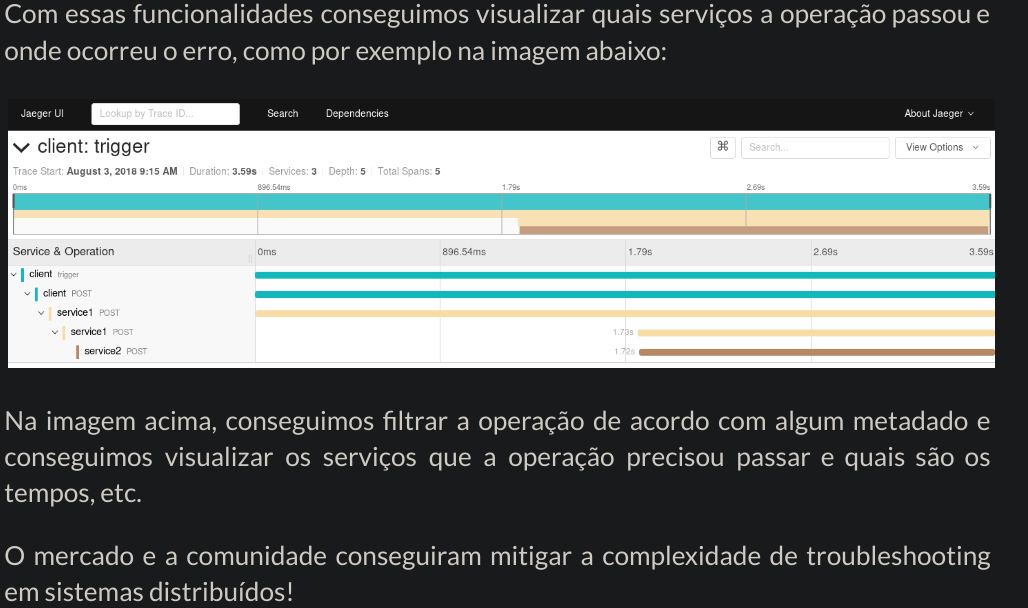 Com essas funcionalidades conseguimos visualizar quais serviços a operação passou e
onde ocorreu o erro, como por exemplo na imagem abaixo:
Jaeger UI Lookup by Trace ID... Search Dependencies About Jaeger
client: trigger ⌘ Search... View Options
Trace Start: August 3, 2018 9:15 AM Duration: 3.59s Services: 3 Depth: 5 Total Spans: 5
0ms 896.54ms 1.79s 2.69s 3.59s
Service & Operation 0ms 896.54ms 1.79s 2.69s 3.59s
client trigger
client POST
service1 POST
service1 POST 1.73s
service2 POST 1.72s
Na imagem acima, conseguimos filtrar a operação de acordo com algum metadado e
conseguimos visualizar os serviços que a operação precisou passar e quais são os
tempos, etc.
O mercado e a comunidade conseguiram mitigar a complexidade de troubleshooting
em sistemas distribuídos!